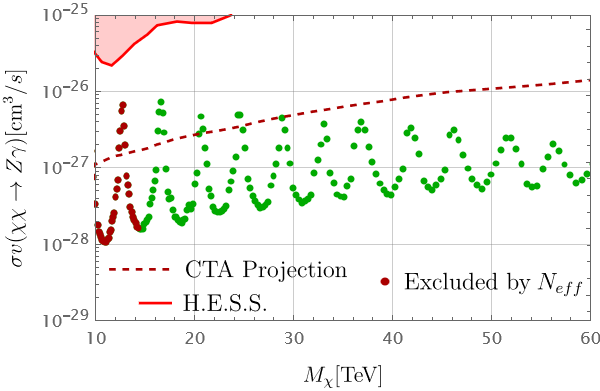 10⁻²⁵
10⁻²⁶
10⁻²⁷
10⁻²⁸
10⁻²⁹
σv(χχ → Zγ)[cm³/s]
CTA Projection
H.E.S.S.
Excluded by N_eff
10 20 30 40 50 60
M_χ[TeV]